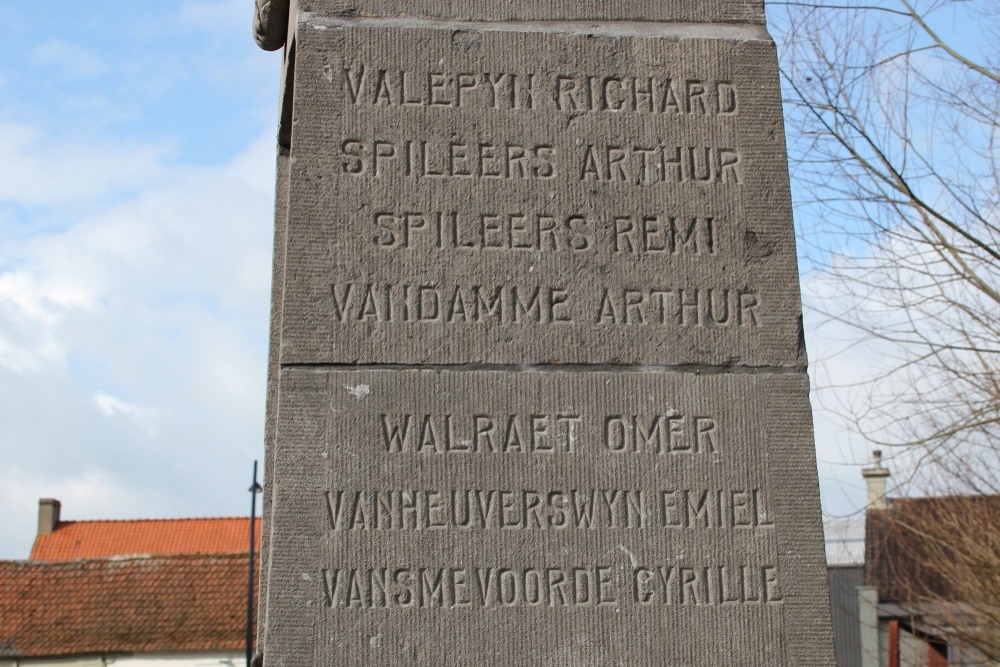 VALEPYN RICHARD
SPILEERS ARTHUR
SPILEERS REMI
VANDAMME ARTHUR
WALRAET OMER
VANHEUVERSWYN EMIEL
VANSMEVOORDE CYRILLE